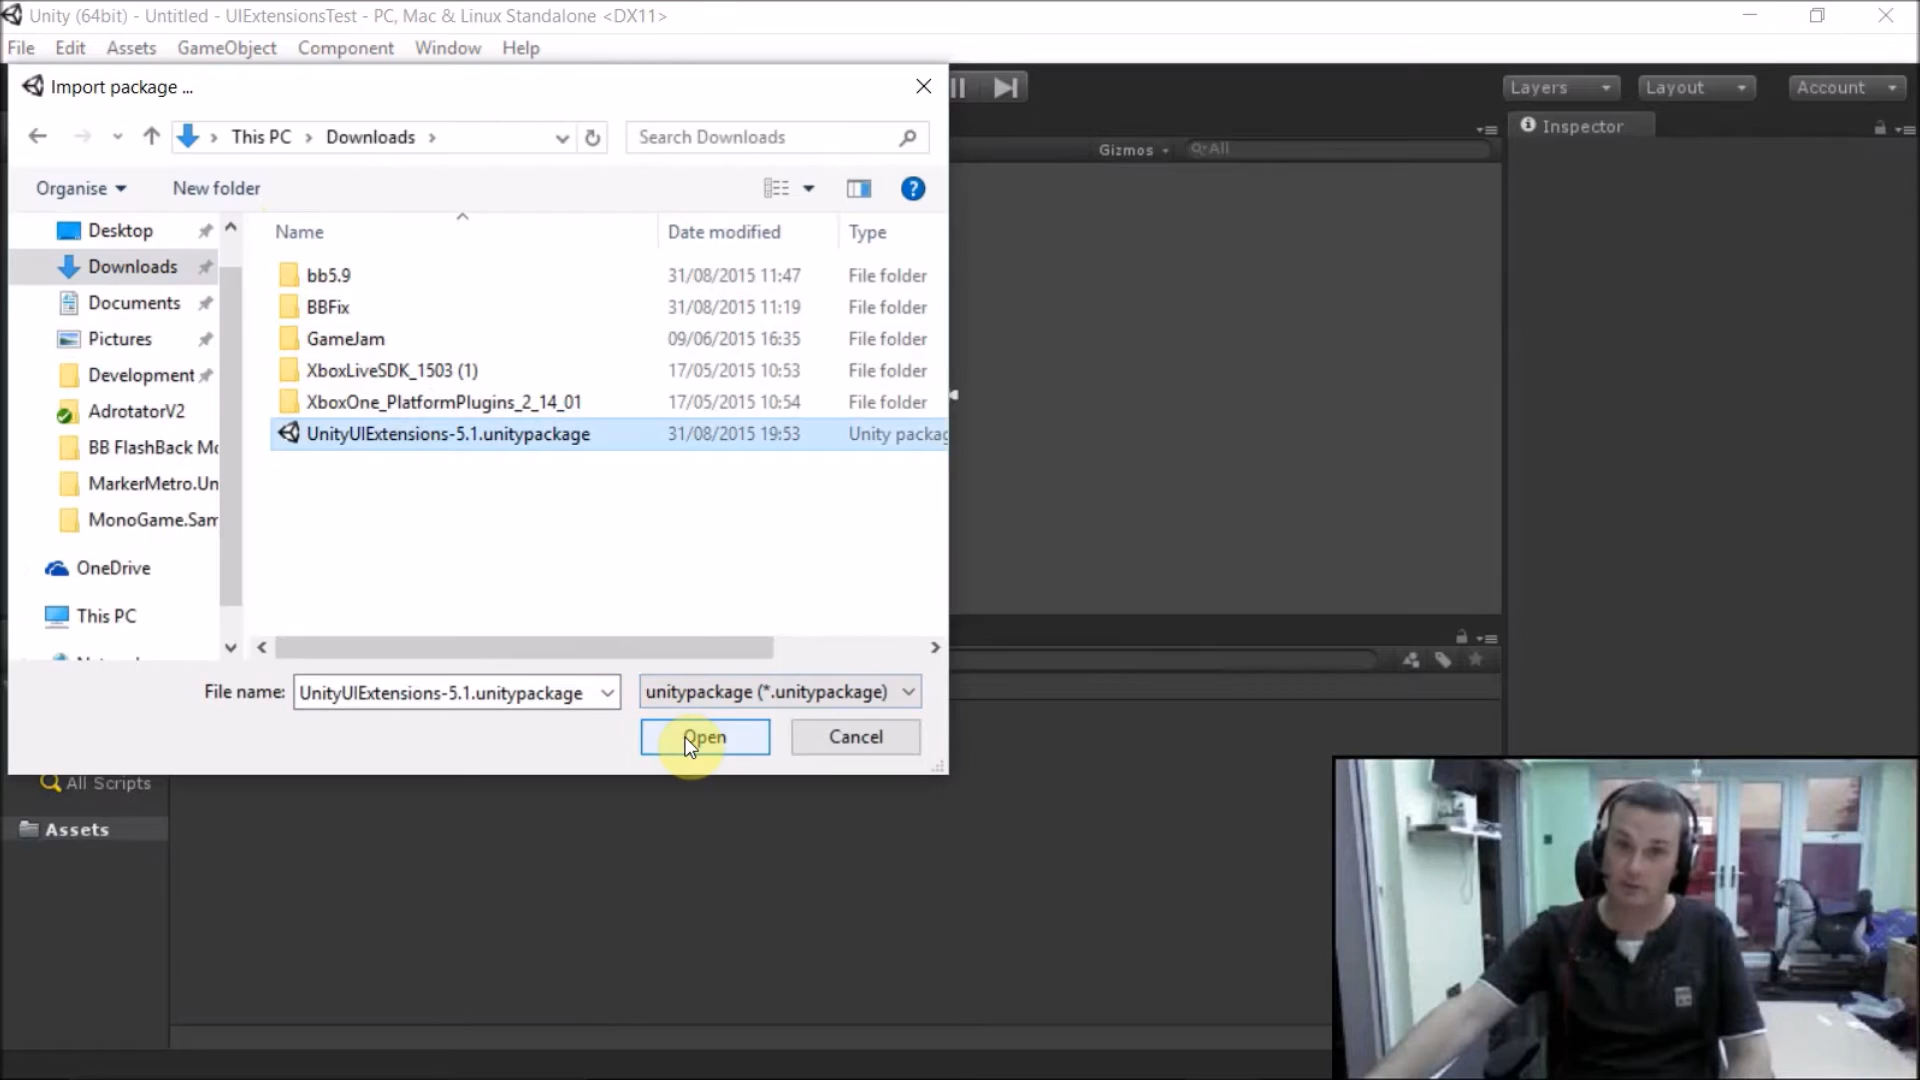 Unity (64bit) - Untitled - UIExtensionsTest - PC, Mac & Linux Standalone <DX11>
File Edit Assets GameObject Component Window Help
Import package ...
Layers Layout Account
This PC > Downloads > Search Downloads
Inspector
Gizmos All
Organise New folder
Name Date modified Type
Desktop
Downloads
Documents
Pictures
Development
AdrotatorV2
BB FlashBack Mo
MarkerMetro.Un
MonoGame.Sam
OneDrive
This PC
bb5.9 31/08/2015 11:47 File folder
BBFix 31/08/2015 11:19 File folder
GameJam 09/06/2015 16:35 File folder
XboxLiveSDK_1503 (1) 17/05/2015 10:53 File folder
XboxOne_PlatformPlugins_2_14_01 17/05/2015 10:54 File folder
UnityUIExtensions-5.1.unitypackage 31/08/2015 19:53 Unity packag
File name: UnityUIExtensions-5.1.unitypackage unitypackage (*.unitypackage)
Open Cancel
All Scripts
Assets